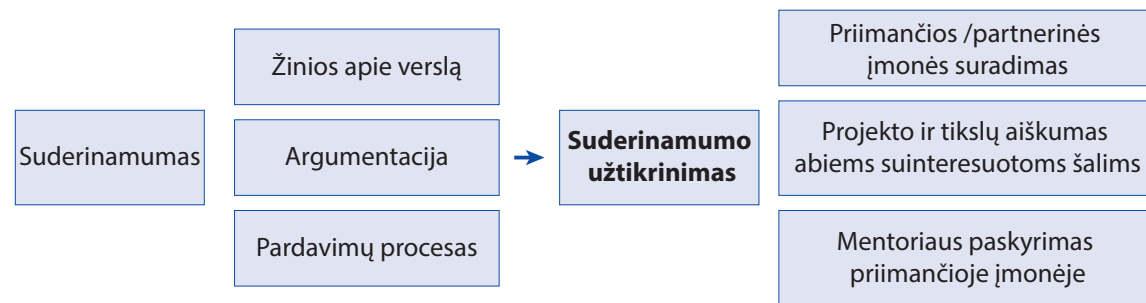 Suderinamumas
Žinios apie verslą
Argumentacija
Pardavimų procesas
Suderinamumo
užtikrinimas
Priimančios /partnerinės
įmonės suradimas
Projekto ir tikslų aiškumas
abiems suinteresuotoms šalims
Mentoriaus paskyrimas
priimančioje įmonėje